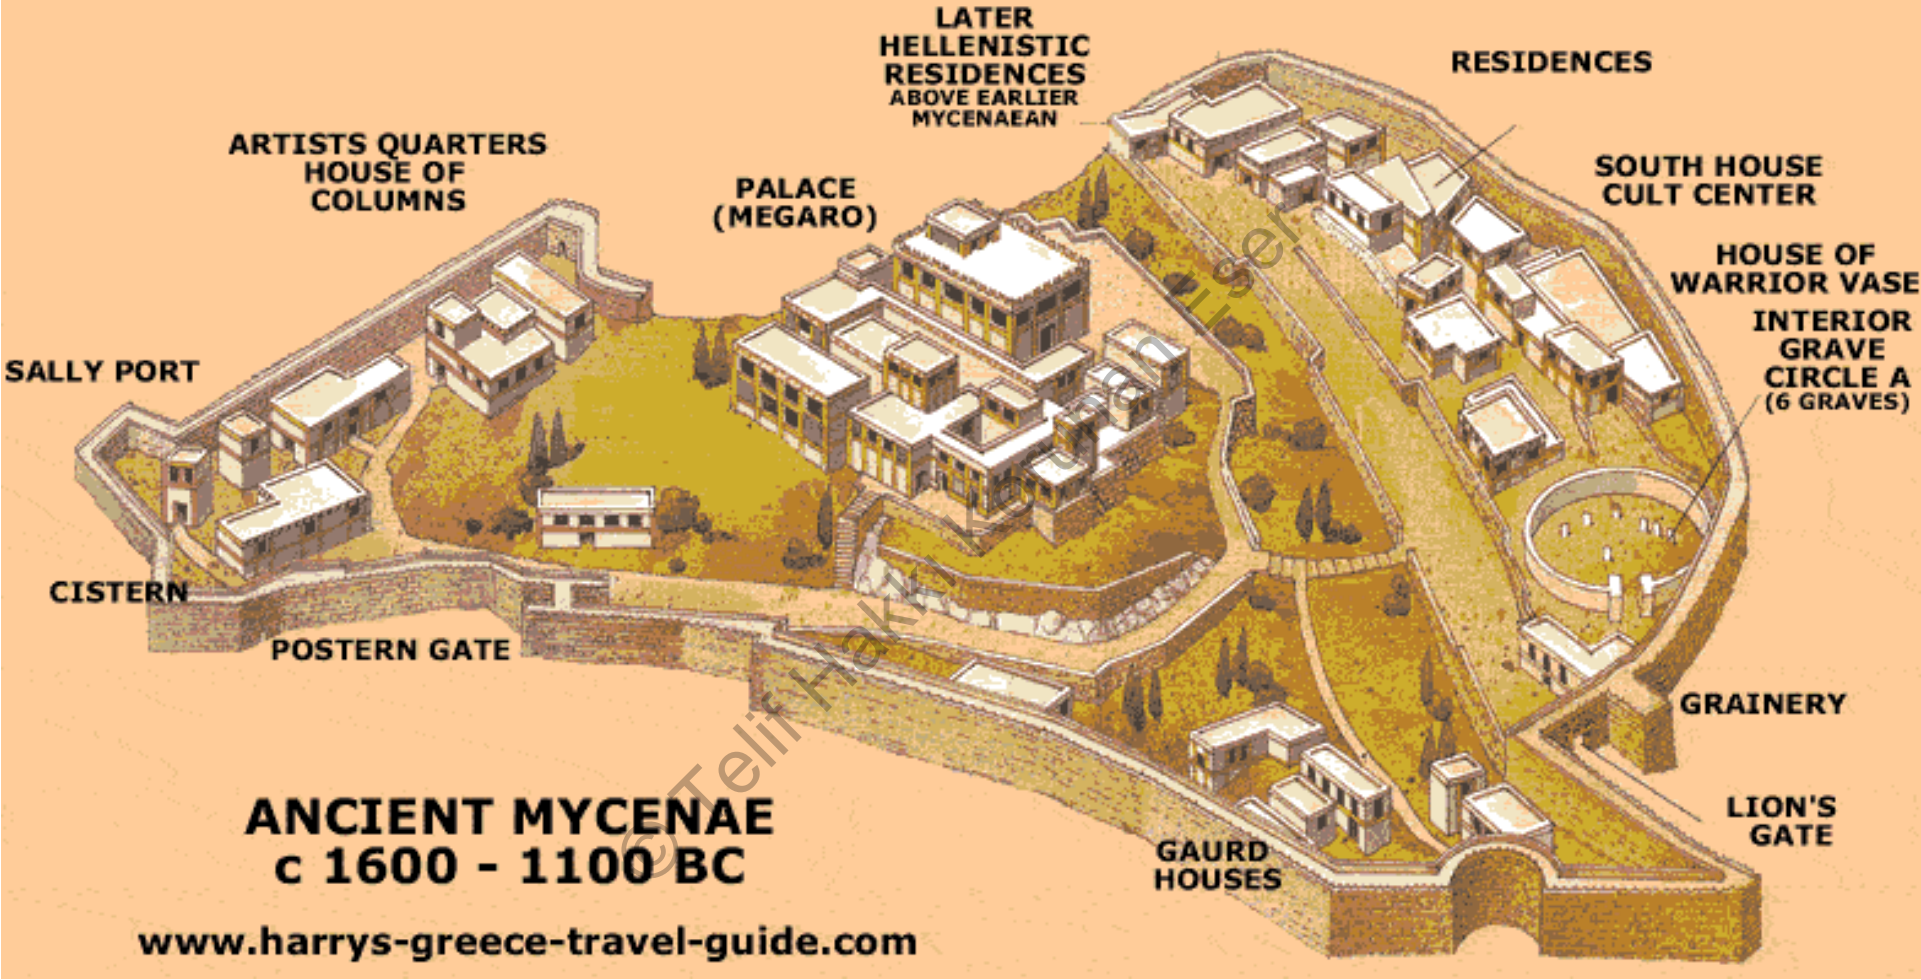 LATER
HELLENISTIC
RESIDENCES
ABOVE EARLIER
MYCENAEAN
RESIDENCES
ARTISTS QUARTERS
HOUSE OF
COLUMNS
PALACE
(MEGARO)
SOUTH HOUSE
CULT CENTER
HOUSE OF
WARRIOR VASE
INTERIOR
GRAVE
CIRCLE A
(6 GRAVES)
SALLY PORT
CISTERN
POSTERN GATE
GRAINERY
LION'S
GATE
GAURD
HOUSES
ANCIENT MYCENAE
c 1600 - 1100 BC
www.harrys-greece-travel-guide.com
© Telif Hakkı